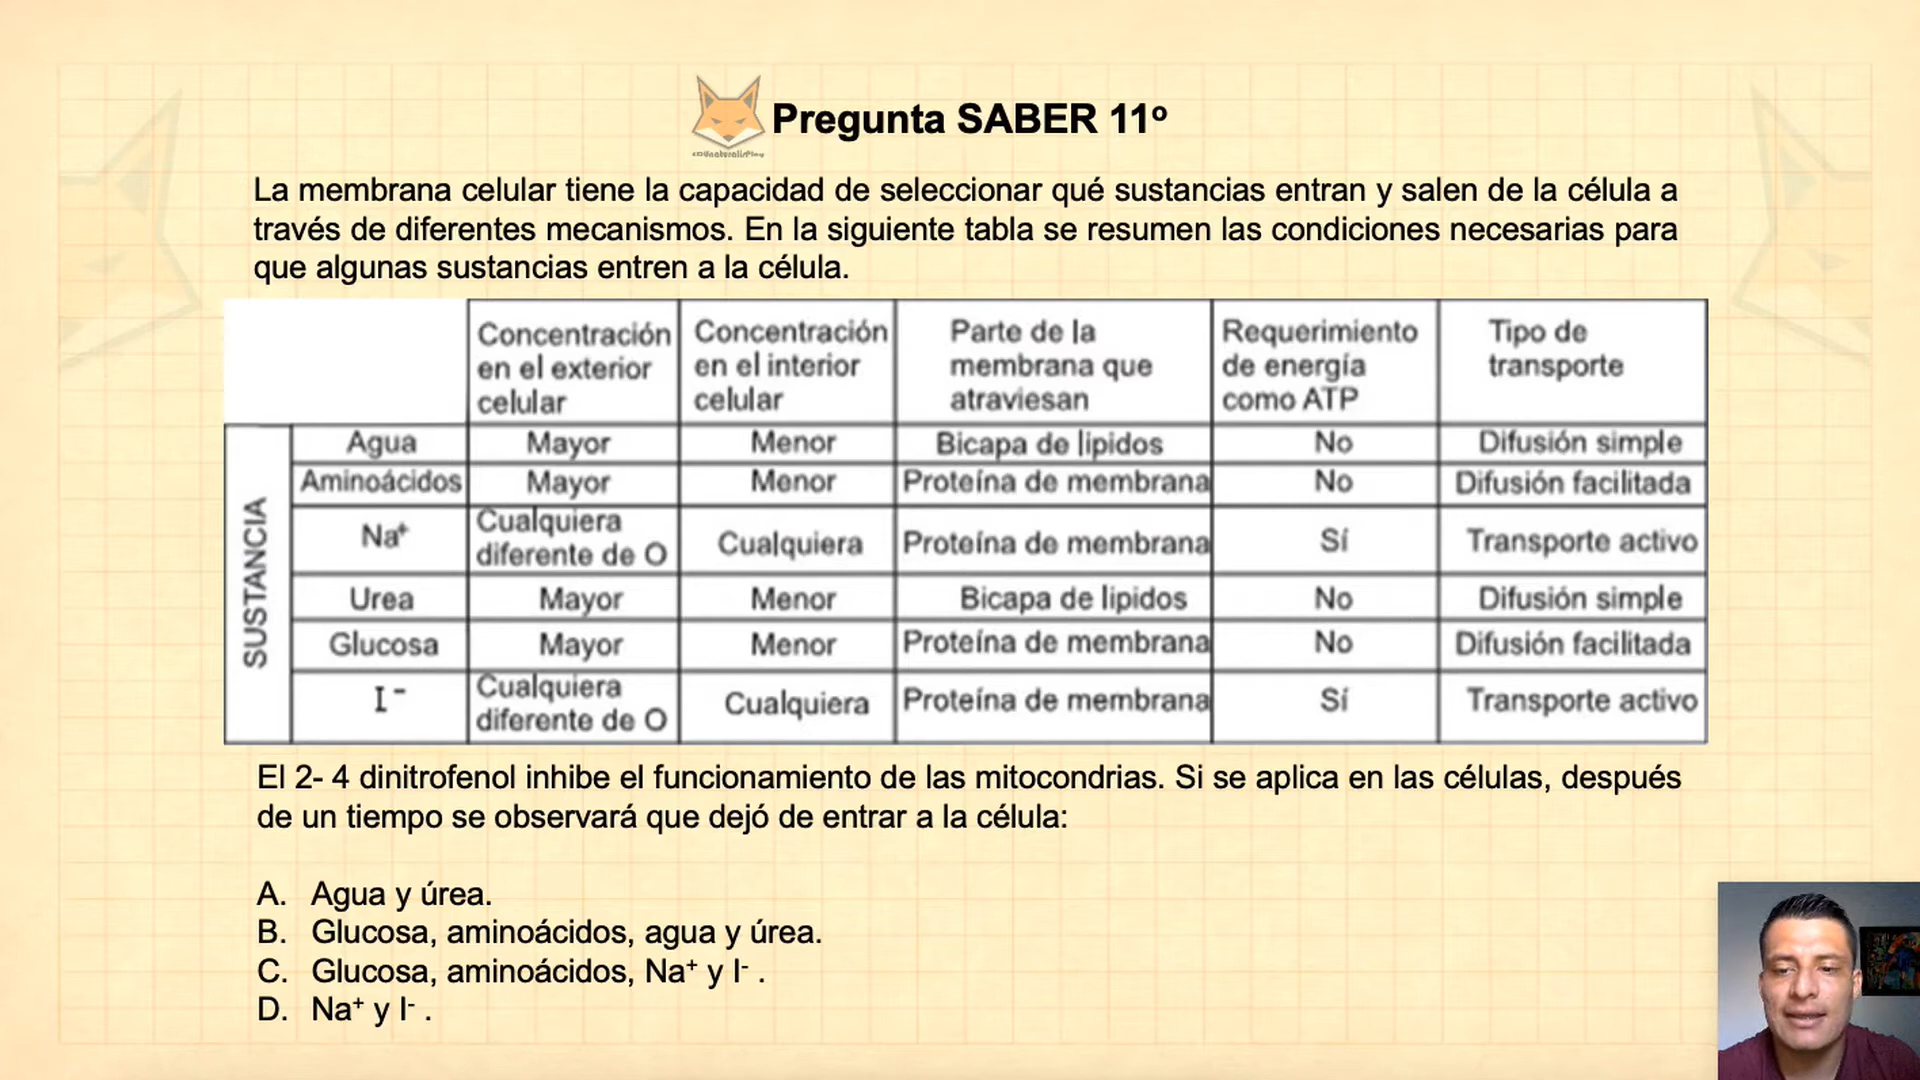 Pregunta SABER 11º
La membrana celular tiene la capacidad de seleccionar qué sustancias entran y salen de la célula a
través de diferentes mecanismos. En la siguiente tabla se resumen las condiciones necesarias para
que algunas sustancias entren a la célula.
Concentración en el exterior celular | Concentración en el interior celular | Parte de la membrana que atraviesan | Requerimiento de energía como ATP | Tipo de transporte
SUSTANCIA
Agua | Mayor | Menor | Bicapa de lipidos | No | Difusión simple
Aminoácidos | Mayor | Menor | Proteína de membrana | No | Difusión facilitada
Na⁺ | Cualquiera diferente de O | Cualquiera | Proteína de membrana | Sí | Transporte activo
Urea | Mayor | Menor | Bicapa de lipidos | No | Difusión simple
Glucosa | Mayor | Menor | Proteína de membrana | No | Difusión facilitada
I⁻ | Cualquiera diferente de O | Cualquiera | Proteína de membrana | Sí | Transporte activo
El 2- 4 dinitrofenol inhibe el funcionamiento de las mitocondrias. Si se aplica en las células, después
de un tiempo se observará que dejó de entrar a la célula:
A. Agua y úrea.
B. Glucosa, aminoácidos, agua y úrea.
C. Glucosa, aminoácidos, Na⁺ y I⁻ .
D. Na⁺ y I⁻ .